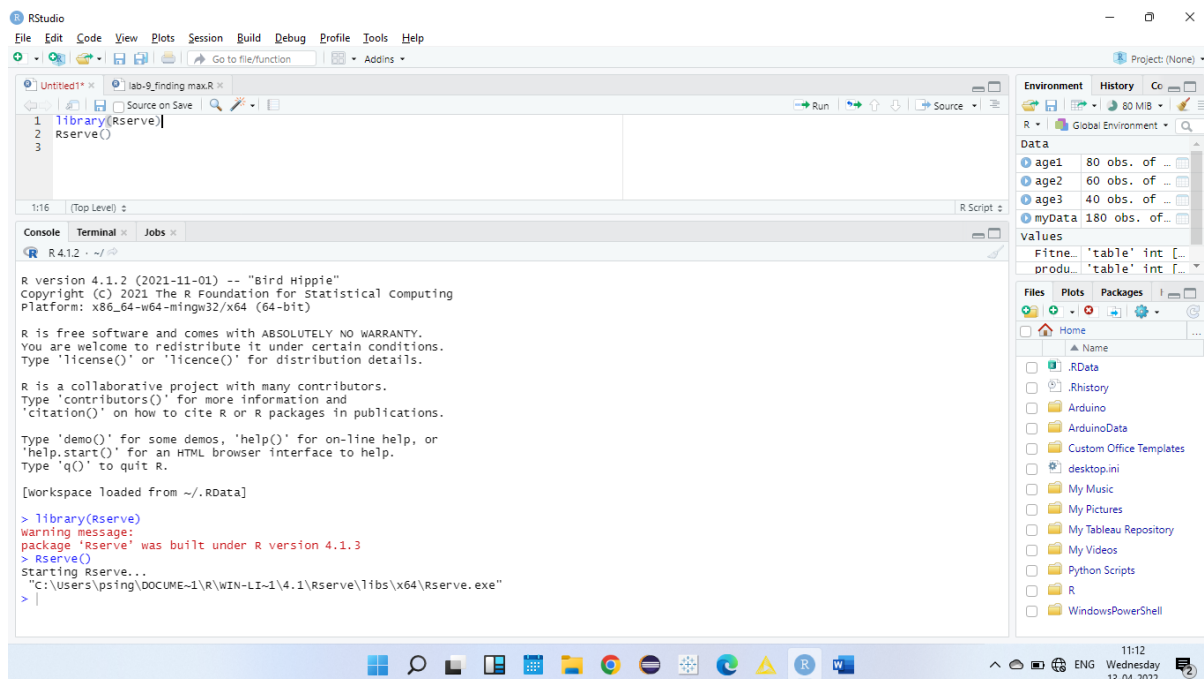 RStudio
File Edit Code View Plots Session Build Debug Profile Tools Help
Go to file/function Addins
Project: (None)
Untitled1* lab-9_finding max.R
Source on Save Run Source
1 library(Rserve)
2 Rserve()
3
1:16 (Top Level) R Script
Console Terminal Jobs
R 4.1.2 · ~/
R version 4.1.2 (2021-11-01) -- "Bird Hippie"
Copyright (C) 2021 The R Foundation for Statistical Computing
Platform: x86_64-w64-mingw32/x64 (64-bit)
R is free software and comes with ABSOLUTELY NO WARRANTY.
You are welcome to redistribute it under certain conditions.
Type 'license()' or 'licence()' for distribution details.
R is a collaborative project with many contributors.
Type 'contributors()' for more information and
'citation()' on how to cite R or R packages in publications.
Type 'demo()' for some demos, 'help()' for on-line help, or
'help.start()' for an HTML browser interface to help.
Type 'q()' to quit R.
[Workspace loaded from ~/.RData]
> library(Rserve)
Warning message:
package ‘Rserve’ was built under R version 4.1.3
> Rserve()
Starting Rserve...
"C:\Users\psing\DOCUME~1\R\WIN-LI~1\4.1\Rserve\libs\x64\Rserve.exe"
>
Environment History Co
80 MiB
R Global Environment
Data
age1 80 obs. of …
age2 60 obs. of …
age3 40 obs. of …
myData 180 obs. of…
Values
Fitne… 'table' int […
produ… 'table' int […
Files Plots Packages
Home ...
Name
.RData
.Rhistory
Arduino
ArduinoData
Custom Office Templates
desktop.ini
My Music
My Pictures
My Tableau Repository
My Videos
Python Scripts
R
WindowsPowerShell
ENG
11:12
Wednesday
13-04-2022
2